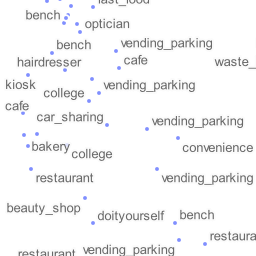 fast_food
bench
optician
bench
vending_parking
cafe
waste_
hairdresser
kiosk
college
vending_parking
cafe
car_sharing
vending_parking
bakery
college
convenience
restaurant
vending_parking
beauty_shop
doityourself
bench
restaura
vending_parking
restaurant